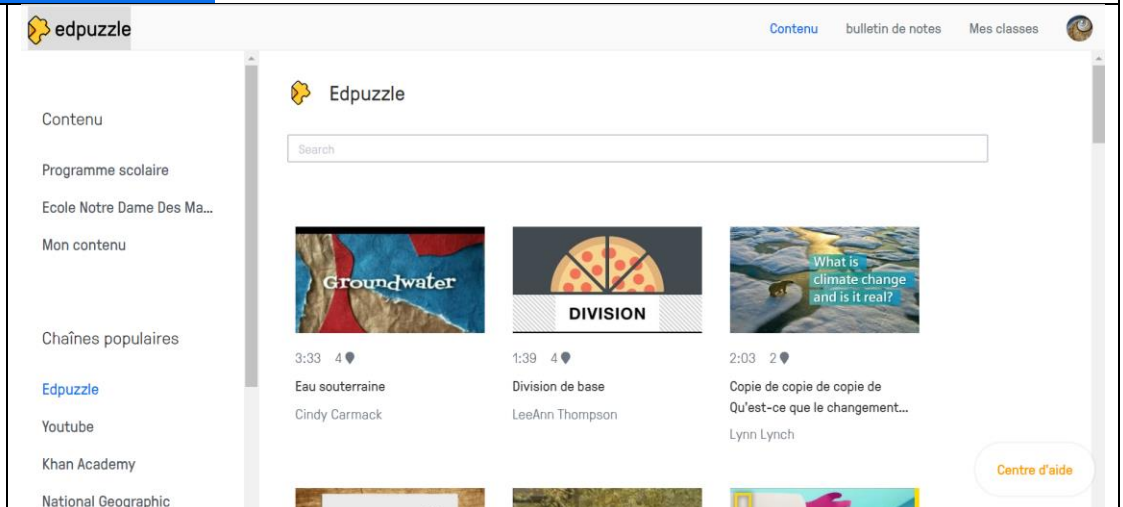 edpuzzle
Contenu bulletin de notes Mes classes
Contenu
Programme scolaire
Ecole Notre Dame Des Ma...
Mon contenu
Chaînes populaires
Edpuzzle
Youtube
Khan Academy
National Geographic
Edpuzzle
Search
Groundwater
3:33 4
Eau souterraine
Cindy Carmack
DIVISION
1:39 4
Division de base
LeeAnn Thompson
What is
climate change
and is it real?
2:03 2
Copie de copie de copie de
Qu'est-ce que le changement...
Lynn Lynch
Centre d'aide